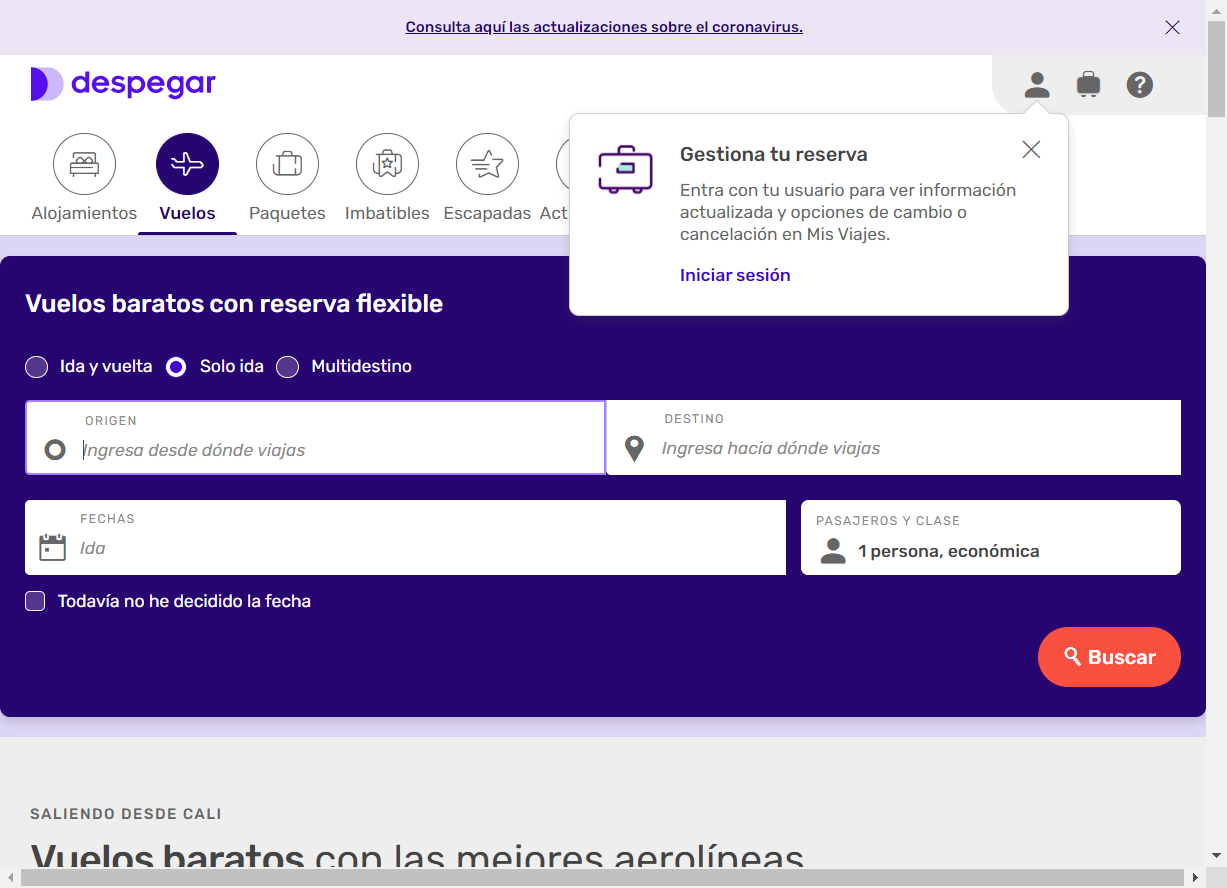 Consulta aquí las actualizaciones sobre el coronavirus.
despegar
?
Alojamientos
Vuelos
Paquetes
Imbatibles
Escapadas
Gestiona tu reserva
Entra con tu usuario para ver información
actualizada y opciones de cambio o
cancelación en Mis Viajes.
Iniciar sesión
Vuelos baratos con reserva flexible
Ida y vuelta
Solo ida
Multidestino
ORIGEN
Ingresa desde dónde viajas
DESTINO
Ingresa hacia dónde viajas
FECHAS
Ida
PASAJEROS Y CLASE
1 persona, económica
Todavía no he decidido la fecha
Buscar
SALIENDO DESDE CALI
Vuelos baratos con las mejores aerolíneas